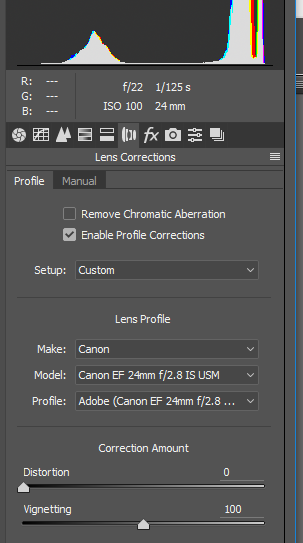 R: --- f/22 1/125 s
G: ---
B: --- ISO 100 24 mm
fx
Lens Corrections
Profile Manual
Remove Chromatic Aberration
Enable Profile Corrections
Setup: Custom
Lens Profile
Make: Canon
Model: Canon EF 24mm f/2.8 IS USM
Profile: Adobe (Canon EF 24mm f/2.8 ...
Correction Amount
Distortion 0
Vignetting 100